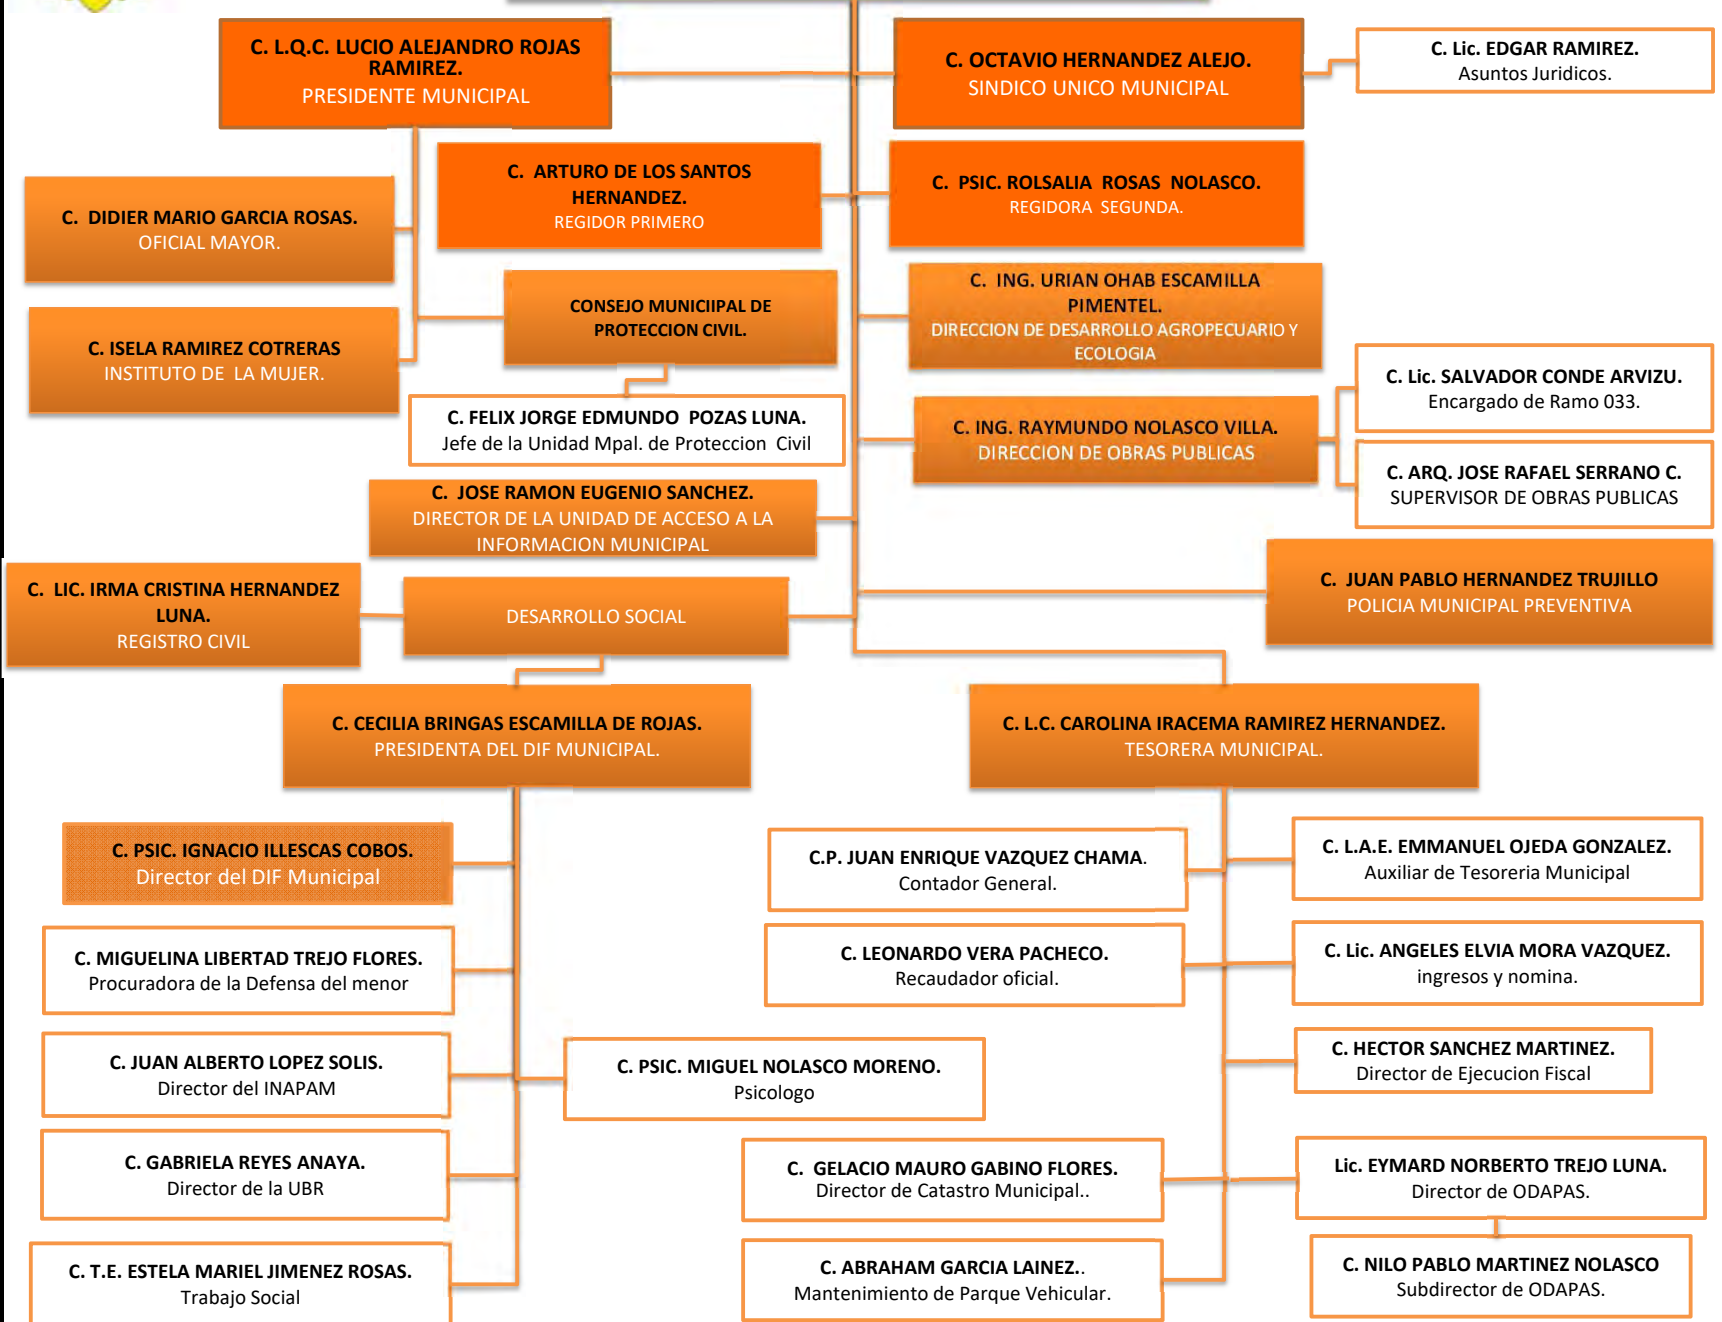 C. L.Q.C. LUCIO ALEJANDRO ROJAS
RAMIREZ.
PRESIDENTE MUNICIPAL
C. OCTAVIO HERNANDEZ ALEJO.
SINDICO UNICO MUNICIPAL
C. Lic. EDGAR RAMIREZ.
Asuntos Juridicos.
C. ARTURO DE LOS SANTOS
HERNANDEZ.
REGIDOR PRIMERO
C. PSIC. ROLSALIA ROSAS NOLASCO.
REGIDORA SEGUNDA.
C. DIDIER MARIO GARCIA ROSAS.
OFICIAL MAYOR.
CONSEJO MUNICIIPAL DE
PROTECCION CIVIL.
C. ING. URIAN OHAB ESCAMILLA
PIMENTEL.
DIRECCION DE DESARROLLO AGROPECUARIO Y
ECOLOGIA
C. ISELA RAMIREZ COTRERAS
INSTITUTO DE LA MUJER.
C. FELIX JORGE EDMUNDO POZAS LUNA.
Jefe de la Unidad Mpal. de Proteccion Civil
C. ING. RAYMUNDO NOLASCO VILLA.
DIRECCION DE OBRAS PUBLICAS
C. Lic. SALVADOR CONDE ARVIZU.
Encargado de Ramo 033.
C. ARQ. JOSE RAFAEL SERRANO C.
SUPERVISOR DE OBRAS PUBLICAS
C. JOSE RAMON EUGENIO SANCHEZ.
DIRECTOR DE LA UNIDAD DE ACCESO A LA
INFORMACION MUNICIPAL
C. LIC. IRMA CRISTINA HERNANDEZ
LUNA.
REGISTRO CIVIL
DESARROLLO SOCIAL
C. JUAN PABLO HERNANDEZ TRUJILLO
POLICIA MUNICIPAL PREVENTIVA
C. CECILIA BRINGAS ESCAMILLA DE ROJAS.
PRESIDENTA DEL DIF MUNICIPAL.
C. L.C. CAROLINA IRACEMA RAMIREZ HERNANDEZ.
TESORERA MUNICIPAL.
C. PSIC. IGNACIO ILLESCAS COBOS.
Director del DIF Municipal
C.P. JUAN ENRIQUE VAZQUEZ CHAMA.
Contador General.
C. L.A.E. EMMANUEL OJEDA GONZALEZ.
Auxiliar de Tesoreria Municipal
C. MIGUELINA LIBERTAD TREJO FLORES.
Procuradora de la Defensa del menor
C. LEONARDO VERA PACHECO.
Recaudador oficial.
C. Lic. ANGELES ELVIA MORA VAZQUEZ.
ingresos y nomina.
C. JUAN ALBERTO LOPEZ SOLIS.
Director del INAPAM
C. PSIC. MIGUEL NOLASCO MORENO.
Psicologo
C. HECTOR SANCHEZ MARTINEZ.
Director de Ejecucion Fiscal
C. GABRIELA REYES ANAYA.
Director de la UBR
C. GELACIO MAURO GABINO FLORES.
Director de Catastro Municipal..
Lic. EYMARD NORBERTO TREJO LUNA.
Director de ODAPAS.
C. T.E. ESTELA MARIEL JIMENEZ ROSAS.
Trabajo Social
C. ABRAHAM GARCIA LAINEZ..
Mantenimiento de Parque Vehicular.
C. NILO PABLO MARTINEZ NOLASCO
Subdirector de ODAPAS.